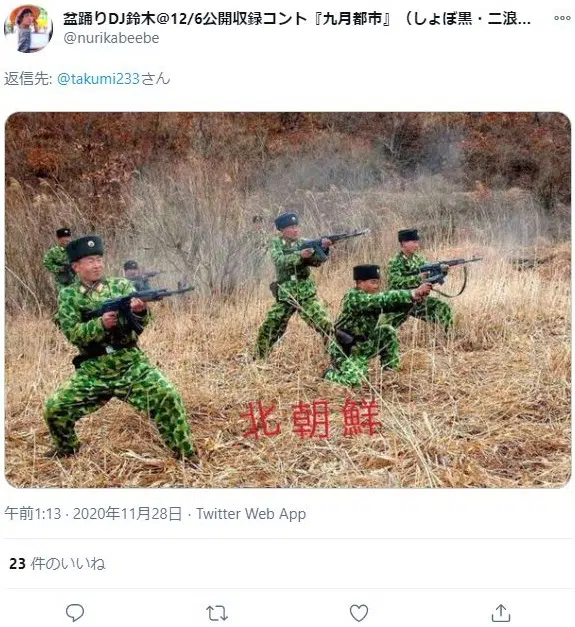 盆踊りDJ鈴木@12/6公開収録コント『九月都市』（しょぼ黒・二浪...
@nurikabeebe
返信先: @takumi233さん
北朝鮮
午前1:13 · 2020年11月28日 · Twitter Web App
23 件のいいね